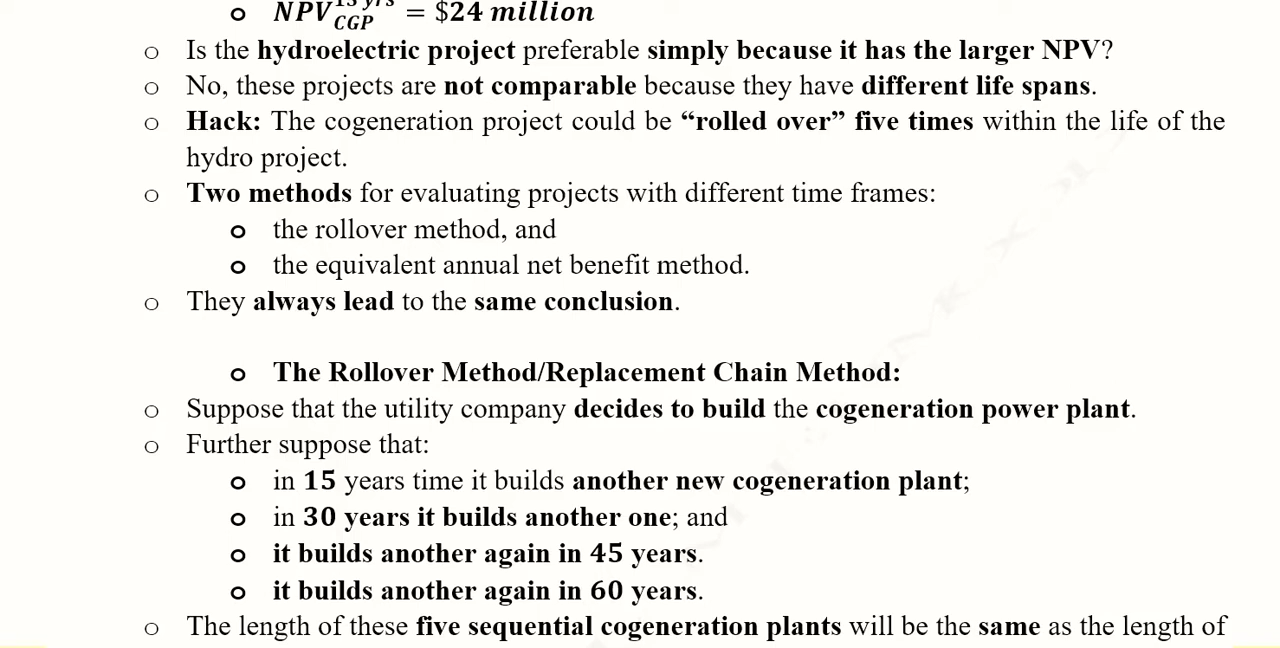 o NPV CGP 15 yrs = $24 million
o Is the hydroelectric project preferable simply because it has the larger NPV?
o No, these projects are not comparable because they have different life spans.
o Hack: The cogeneration project could be “rolled over” five times within the life of the
hydro project.
o Two methods for evaluating projects with different time frames:
o the rollover method, and
o the equivalent annual net benefit method.
o They always lead to the same conclusion.
o The Rollover Method/Replacement Chain Method:
o Suppose that the utility company decides to build the cogeneration power plant.
o Further suppose that:
o in 15 years time it builds another new cogeneration plant;
o in 30 years it builds another one; and
o it builds another again in 45 years.
o it builds another again in 60 years.
o The length of these five sequential cogeneration plants will be the same as the length of